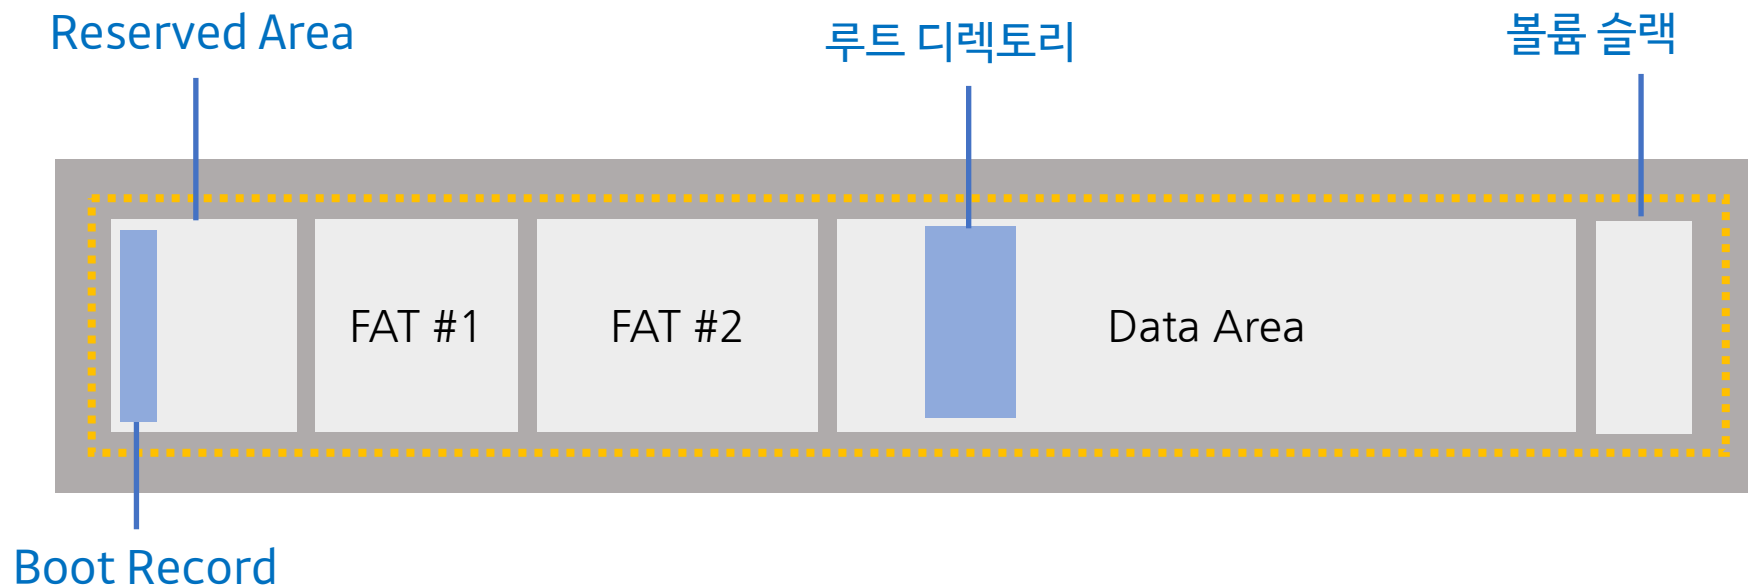 Reserved Area
루트 디렉토리
볼륨 슬랙
FAT #1
FAT #2
Data Area
Boot Record